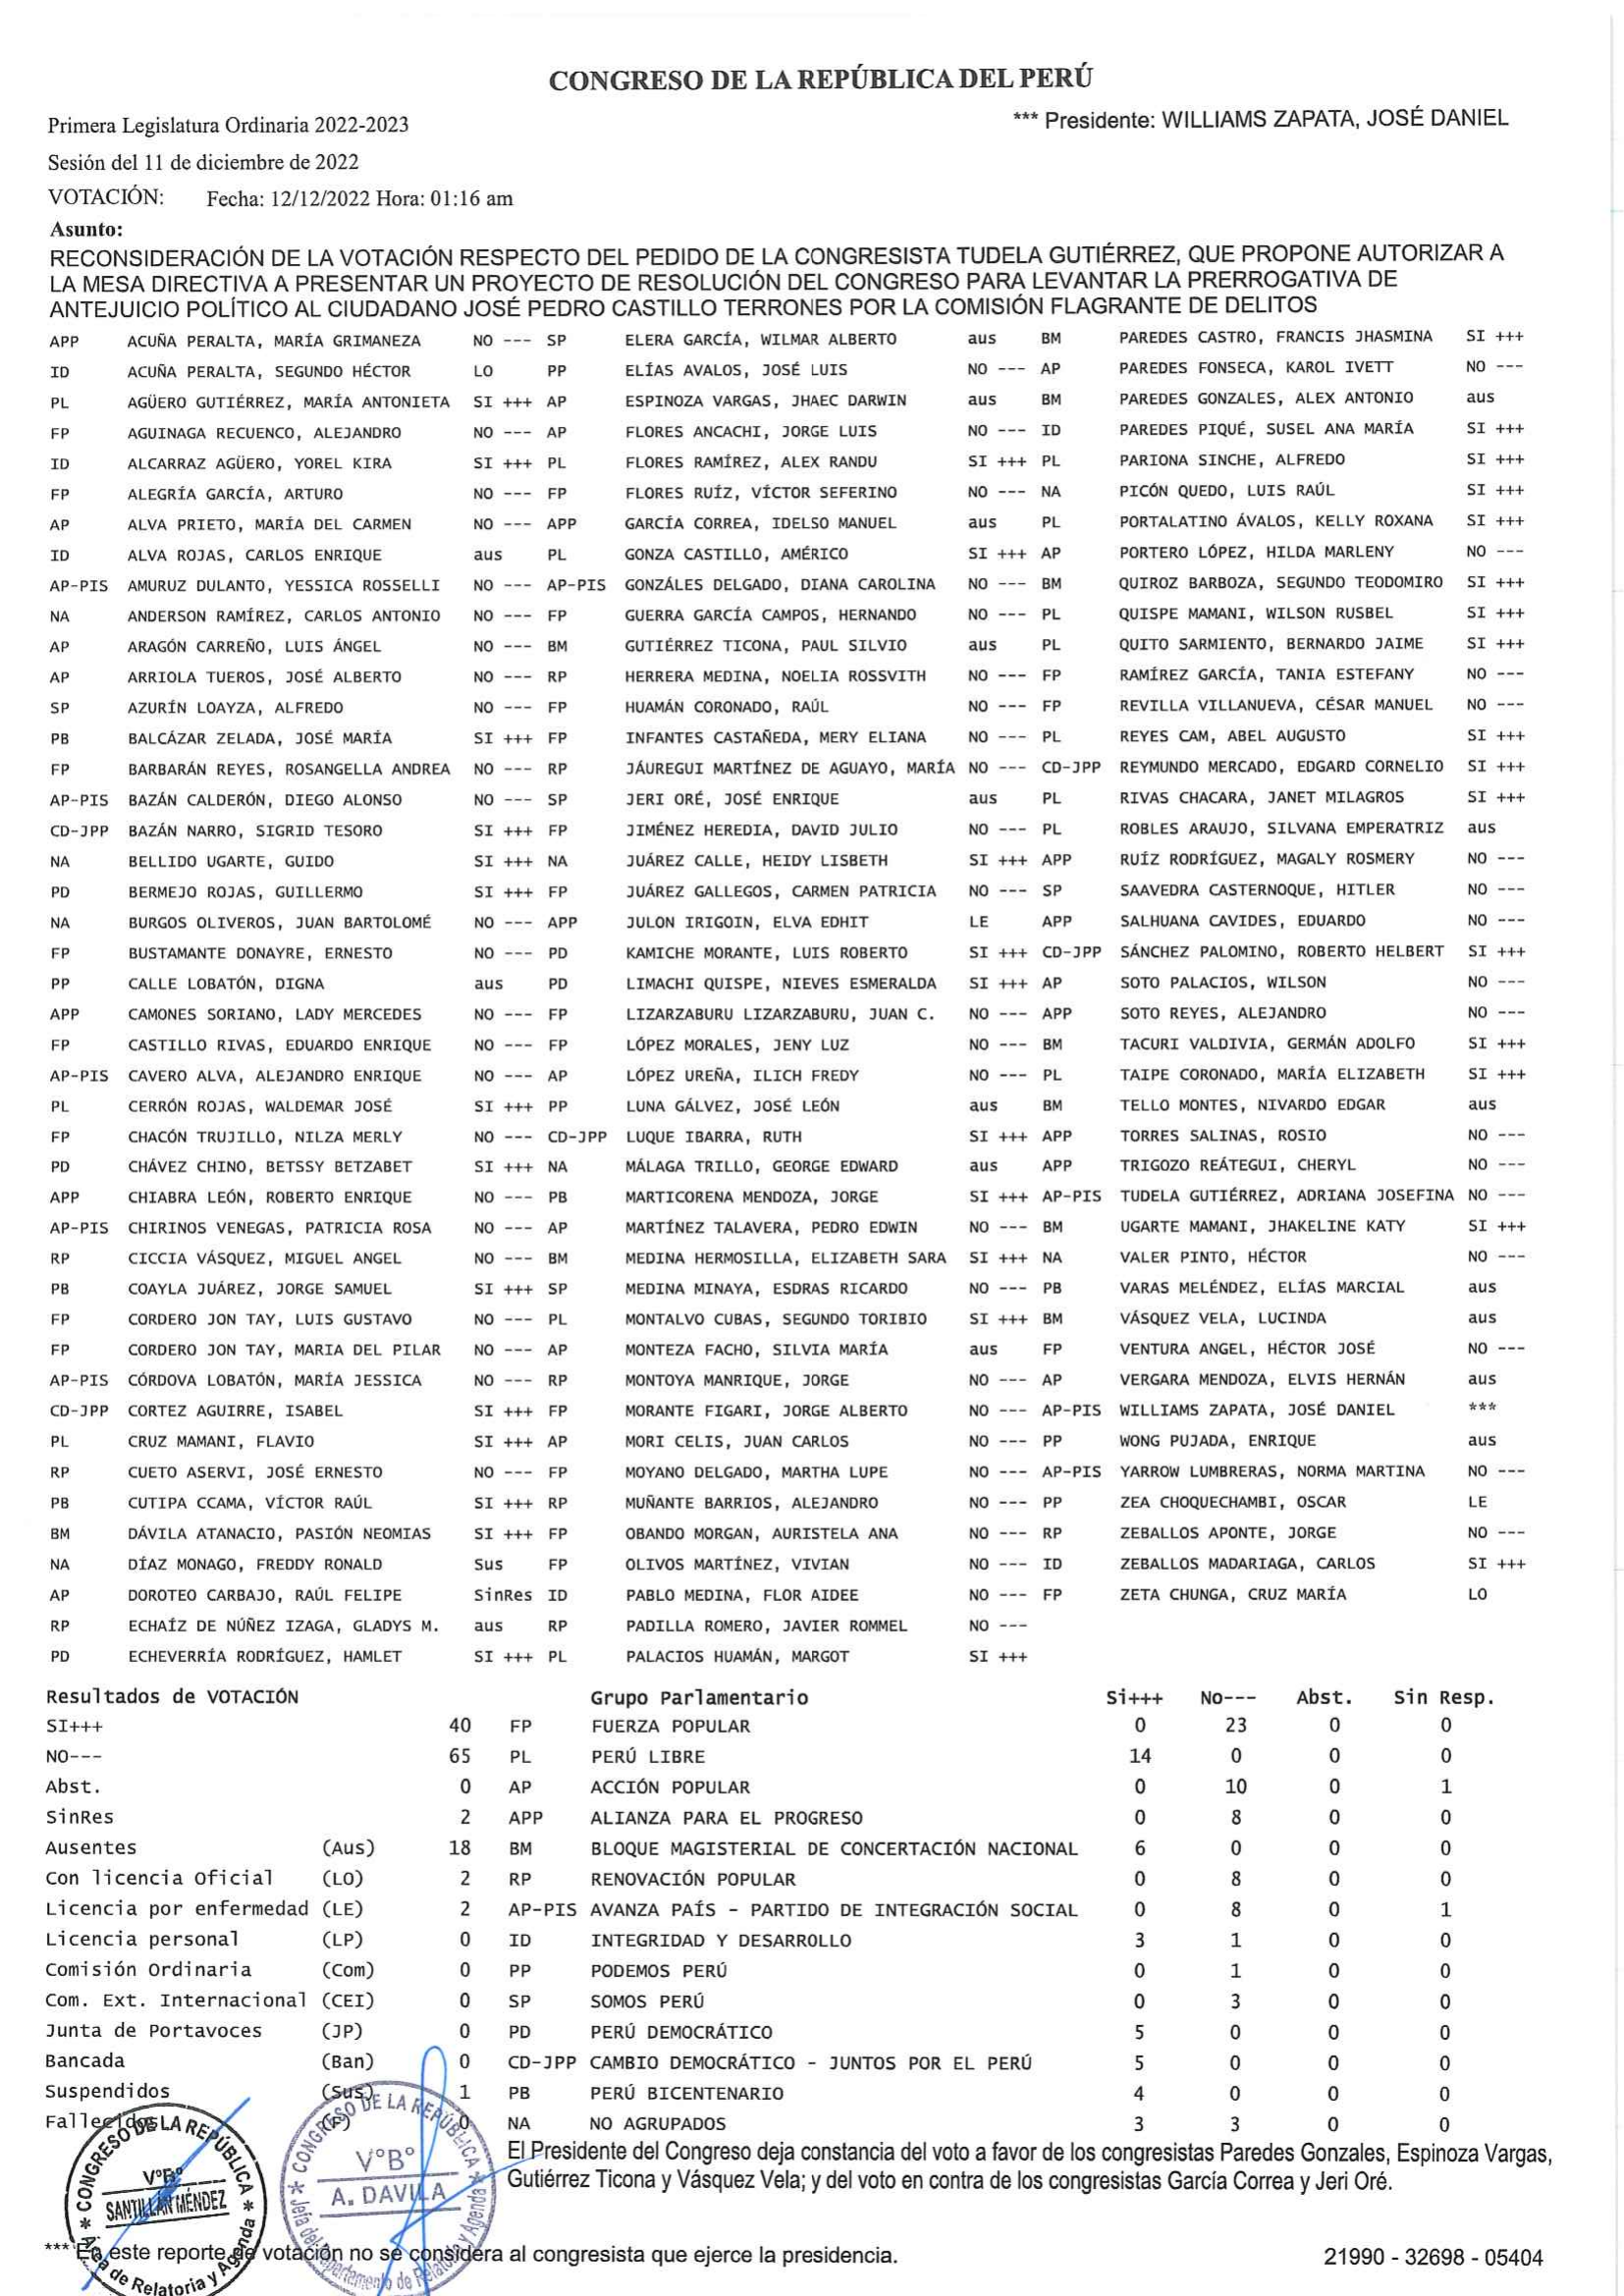 CONGRESO DE LA REPÚBLICA DEL PERÚ
Primera Legislatura Ordinaria 2022-2023 *** Presidente: WILLIAMS ZAPATA, JOSÉ DANIEL
Sesión del 11 de diciembre de 2022
VOTACIÓN: Fecha: 12/12/2022 Hora: 01:16 am
Asunto:
RECONSIDERACIÓN DE LA VOTACIÓN RESPECTO DEL PEDIDO DE LA CONGRESISTA TUDELA GUTIÉRREZ, QUE PROPONE AUTORIZAR A
LA MESA DIRECTIVA A PRESENTAR UN PROYECTO DE RESOLUCIÓN DEL CONGRESO PARA LEVANTAR LA PRERROGATIVA DE
ANTEJUICIO POLÍTICO AL CIUDADANO JOSÉ PEDRO CASTILLO TERRONES POR LA COMISIÓN FLAGRANTE DE DELITOS
APP ACUÑA PERALTA, MARÍA GRIMANEZA NO --- SP ELERA GARCÍA, WILMAR ALBERTO aus BM PAREDES CASTRO, FRANCIS JHASMINA SI +++
ID ACUÑA PERALTA, SEGUNDO HÉCTOR LO PP ELÍAS AVALOS, JOSÉ LUIS NO --- AP PAREDES FONSECA, KAROL IVETT NO ---
PL AGÜERO GUTIÉRREZ, MARÍA ANTONIETA SI +++ AP ESPINOZA VARGAS, JHAEC DARWIN aus BM PAREDES GONZALES, ALEX ANTONIO aus
FP AGUINAGA RECUENCO, ALEJANDRO NO --- AP FLORES ANCACHI, JORGE LUIS NO --- ID PAREDES PIQUÉ, SUSEL ANA MARÍA SI +++
ID ALCARRAZ AGÜERO, YOREL KIRA SI +++ PL FLORES RAMÍREZ, ALEX RANDU SI +++ PL PARIONA SINCHE, ALFREDO SI +++
FP ALEGRÍA GARCÍA, ARTURO NO --- FP FLORES RUÍZ, VÍCTOR SEFERINO NO --- NA PICÓN QUEDO, LUIS RAÚL SI +++
AP ALVA PRIETO, MARÍA DEL CARMEN NO --- APP GARCÍA CORREA, IDELSO MANUEL aus PL PORTALATINO ÁVALOS, KELLY ROXANA SI +++
ID ALVA ROJAS, CARLOS ENRIQUE aus PL GONZA CASTILLO, AMÉRICO SI +++ AP PORTERO LÓPEZ, HILDA MARLENY NO ---
AP-PIS AMURUZ DULANTO, YESSICA ROSSELLI NO --- AP-PIS GONZÁLES DELGADO, DIANA CAROLINA NO --- BM QUIROZ BARBOZA, SEGUNDO TEODOMIRO SI +++
NA ANDERSON RAMÍREZ, CARLOS ANTONIO NO --- FP GUERRA GARCÍA CAMPOS, HERNANDO NO --- PL QUISPE MAMANI, WILSON RUSBEL SI +++
AP ARAGÓN CARREÑO, LUIS ÁNGEL NO --- BM GUTIÉRREZ TICONA, PAUL SILVIO aus PL QUITO SARMIENTO, BERNARDO JAIME SI +++
AP ARRIOLA TUEROS, JOSÉ ALBERTO NO --- RP HERRERA MEDINA, NOELIA ROSSVITH NO --- FP RAMÍREZ GARCÍA, TANIA ESTEFANY NO ---
SP AZURÍN LOAYZA, ALFREDO NO --- FP HUAMÁN CORONADO, RAÚL NO --- FP REVILLA VILLANUEVA, CÉSAR MANUEL NO ---
PB BALCÁZAR ZELADA, JOSÉ MARÍA SI +++ FP INFANTES CASTAÑEDA, MERY ELIANA NO --- PL REYES CAM, ABEL AUGUSTO SI +++
FP BARBARÁN REYES, ROSANGELLA ANDREA NO --- RP JÁUREGUI MARTÍNEZ DE AGUAYO, MARÍA NO --- CD-JPP REYMUNDO MERCADO, EDGARD CORNELIO SI +++
AP-PIS BAZÁN CALDERÓN, DIEGO ALONSO NO --- SP JERI ORÉ, JOSÉ ENRIQUE aus PL RIVAS CHACARA, JANET MILAGROS SI +++
CD-JPP BAZÁN NARRO, SIGRID TESORO SI +++ FP JIMÉNEZ HEREDIA, DAVID JULIO NO --- PL ROBLES ARAUJO, SILVANA EMPERATRIZ aus
NA BELLIDO UGARTE, GUIDO SI +++ NA JUÁREZ CALLE, HEIDY LISBETH SI +++ APP RUÍZ RODRÍGUEZ, MAGALY ROSMERY NO ---
PD BERMEJO ROJAS, GUILLERMO SI +++ FP JUÁREZ GALLEGOS, CARMEN PATRICIA NO --- SP SAAVEDRA CASTERNOQUE, HITLER NO ---
NA BURGOS OLIVEROS, JUAN BARTOLOMÉ NO --- APP JULON IRIGOIN, ELVA EDHIT LE APP SALHUANA CAVIDES, EDUARDO NO ---
FP BUSTAMANTE DONAYRE, ERNESTO NO --- PD KAMICHE MORANTE, LUIS ROBERTO SI +++ CD-JPP SÁNCHEZ PALOMINO, ROBERTO HELBERT SI +++
PP CALLE LOBATÓN, DIGNA aus PD LIMACHI QUISPE, NIEVES ESMERALDA SI +++ AP SOTO PALACIOS, WILSON NO ---
APP CAMONES SORIANO, LADY MERCEDES NO --- FP LIZARZABURU LIZARZABURU, JUAN C. NO --- APP SOTO REYES, ALEJANDRO NO ---
FP CASTILLO RIVAS, EDUARDO ENRIQUE NO --- FP LÓPEZ MORALES, JENY LUZ NO --- BM TACURI VALDIVIA, GERMÁN ADOLFO SI +++
AP-PIS CAVERO ALVA, ALEJANDRO ENRIQUE NO --- AP LÓPEZ UREÑA, ILICH FREDY NO --- PL TAIPE CORONADO, MARÍA ELIZABETH SI +++
PL CERRÓN ROJAS, WALDEMAR JOSÉ SI +++ PP LUNA GÁLVEZ, JOSÉ LEÓN aus BM TELLO MONTES, NIVARDO EDGAR aus
FP CHACÓN TRUJILLO, NILZA MERLY NO --- CD-JPP LUQUE IBARRA, RUTH SI +++ APP TORRES SALINAS, ROSIO NO ---
PD CHÁVEZ CHINO, BETSSY BETZABET SI +++ NA MÁLAGA TRILLO, GEORGE EDWARD aus APP TRIGOZO REÁTEGUI, CHERYL NO ---
APP CHIABRA LEÓN, ROBERTO ENRIQUE NO --- PB MARTICORENA MENDOZA, JORGE SI +++ AP-PIS TUDELA GUTIÉRREZ, ADRIANA JOSEFINA NO ---
AP-PIS CHIRINOS VENEGAS, PATRICIA ROSA NO --- AP MARTÍNEZ TALAVERA, PEDRO EDWIN NO --- BM UGARTE MAMANI, JHAKELINE KATY SI +++
RP CICCIA VÁSQUEZ, MIGUEL ANGEL NO --- BM MEDINA HERMOSILLA, ELIZABETH SARA SI +++ NA VALER PINTO, HÉCTOR NO ---
PB COAYLA JUÁREZ, JORGE SAMUEL SI +++ SP MEDINA MINAYA, ESDRAS RICARDO NO --- PB VARAS MELÉNDEZ, ELÍAS MARCIAL aus
FP CORDERO JON TAY, LUIS GUSTAVO NO --- PL MONTALVO CUBAS, SEGUNDO TORIBIO SI +++ BM VÁSQUEZ VELA, LUCINDA aus
FP CORDERO JON TAY, MARIA DEL PILAR NO --- AP MONTEZA FACHO, SILVIA MARÍA aus FP VENTURA ANGEL, HÉCTOR JOSÉ NO ---
AP-PIS CÓRDOVA LOBATÓN, MARÍA JESSICA NO --- RP MONTOYA MANRIQUE, JORGE NO --- AP VERGARA MENDOZA, ELVIS HERNÁN aus
CD-JPP CORTEZ AGUIRRE, ISABEL SI +++ FP MORANTE FIGARI, JORGE ALBERTO NO --- AP-PIS WILLIAMS ZAPATA, JOSÉ DANIEL ***
PL CRUZ MAMANI, FLAVIO SI +++ AP MORI CELIS, JUAN CARLOS NO --- PP WONG PUJADA, ENRIQUE aus
RP CUETO ASERVI, JOSÉ ERNESTO NO --- FP MOYANO DELGADO, MARTHA LUPE NO --- AP-PIS YARROW LUMBRERAS, NORMA MARTINA NO ---
PB CUTIPA CCAMA, VÍCTOR RAÚL SI +++ RP MUÑANTE BARRIOS, ALEJANDRO NO --- PP ZEA CHOQUECHAMBI, OSCAR LE
BM DÁVILA ATANACIO, PASIÓN NEOMIAS SI +++ FP OBANDO MORGAN, AURISTELA ANA NO --- RP ZEBALLOS APONTE, JORGE NO ---
NA DÍAZ MONAGO, FREDDY RONALD Sus FP OLIVOS MARTÍNEZ, VIVIAN NO --- ID ZEBALLOS MADARIAGA, CARLOS SI +++
AP DOROTEO CARBAJO, RAÚL FELIPE SinRes ID PABLO MEDINA, FLOR AIDEE NO --- FP ZETA CHUNGA, CRUZ MARÍA LO
RP ECHAÍZ DE NÚÑEZ IZAGA, GLADYS M. aus RP PADILLA ROMERO, JAVIER ROMMEL NO ---
PD ECHEVERRÍA RODRÍGUEZ, HAMLET SI +++ PL PALACIOS HUAMÁN, MARGOT SI +++
Resultados de VOTACIÓN Grupo Parlamentario Si+++ No--- Abst. Sin Resp.
SI+++ 40 FP FUERZA POPULAR 0 23 0 0
NO--- 65 PL PERÚ LIBRE 14 0 0 0
Abst. 0 AP ACCIÓN POPULAR 0 10 0 1
SinRes 2 APP ALIANZA PARA EL PROGRESO 0 8 0 0
Ausentes (Aus) 18 BM BLOQUE MAGISTERIAL DE CONCERTACIÓN NACIONAL 6 0 0 0
Con licencia Oficial (LO) 2 RP RENOVACIÓN POPULAR 0 8 0 0
Licencia por enfermedad (LE) 2 AP-PIS AVANZA PAÍS - PARTIDO DE INTEGRACIÓN SOCIAL 0 8 0 1
Licencia personal (LP) 0 ID INTEGRIDAD Y DESARROLLO 3 1 0 0
Comisión Ordinaria (Com) 0 PP PODEMOS PERÚ 0 1 0 0
Com. Ext. Internacional (CEI) 0 SP SOMOS PERÚ 0 3 0 0
Junta de Portavoces (JP) 0 PD PERÚ DEMOCRÁTICO 5 0 0 0
Bancada (Ban) 0 CD-JPP CAMBIO DEMOCRÁTICO - JUNTOS POR EL PERÚ 5 0 0 0
Suspendidos (Sus) 1 PB PERÚ BICENTENARIO 4 0 0 0
Fallecidos (F) 0 NA NO AGRUPADOS 3 3 0 0
El Presidente del Congreso deja constancia del voto a favor de los congresistas Paredes Gonzales, Espinoza Vargas,
Gutiérrez Ticona y Vásquez Vela; y del voto en contra de los congresistas García Correa y Jeri Oré.
CONGRESO DE LA REPÚBLICA
V°B°
SANTILLAN MÉNDEZ
Área de Relatoria y Agenda
CONGRESO DE LA REPÚBLICA
V°B°
A. DAVILA
Jefa del Departamento de Relatoría y Agenda
*** En este reporte de votación no se considera al congresista que ejerce la presidencia. 21990 - 32698 - 05404